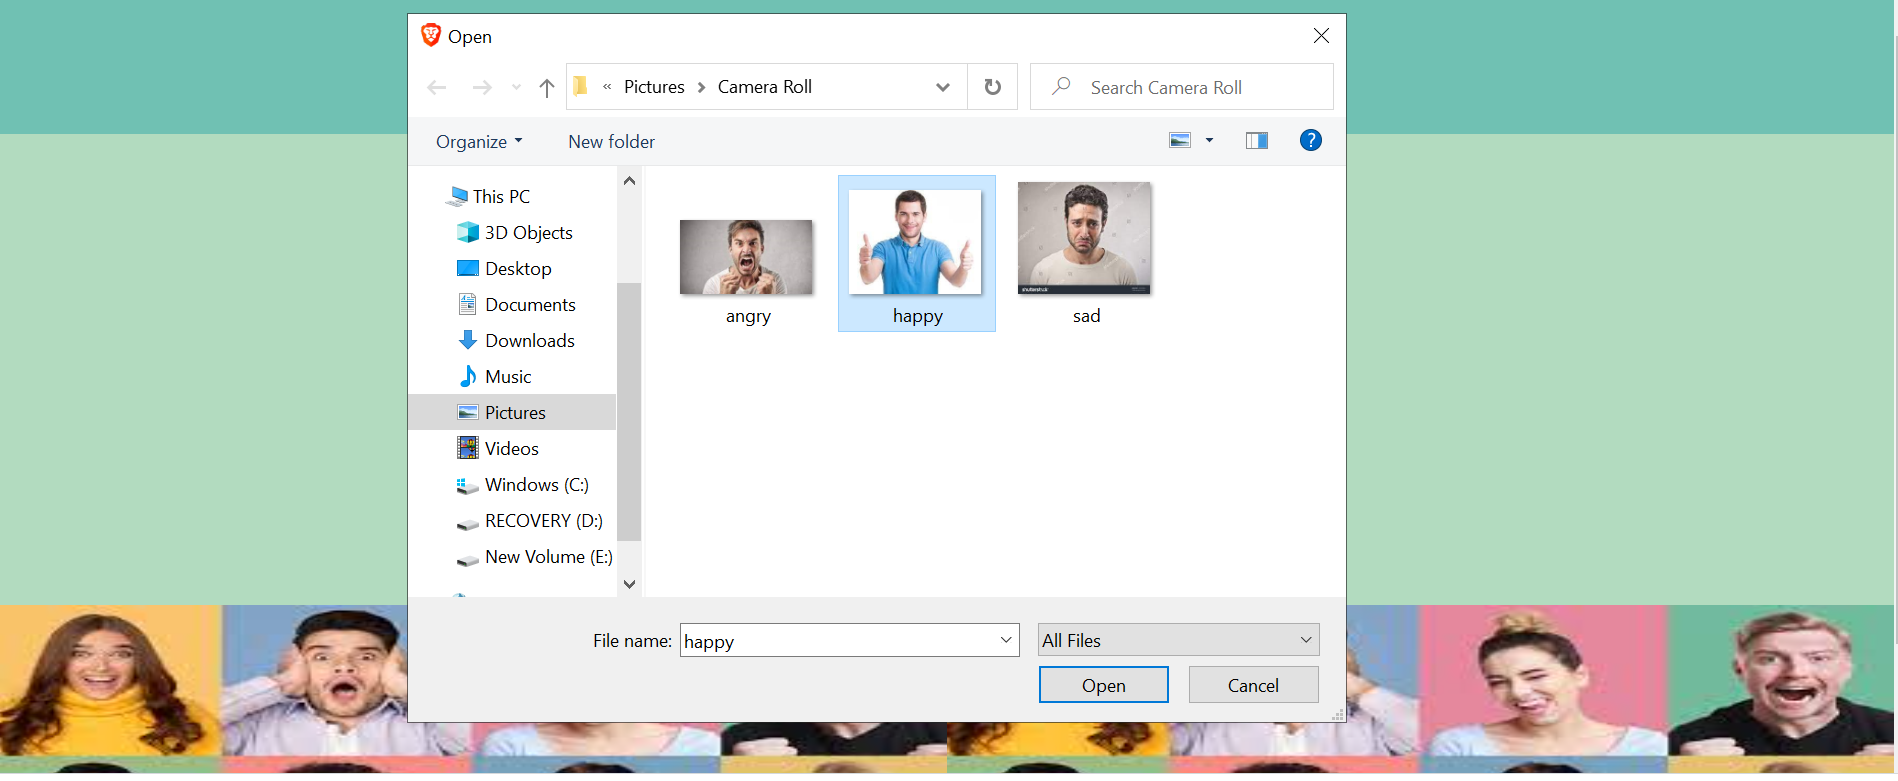 Open
« Pictures > Camera Roll
Search Camera Roll
Organize
New folder
?
This PC
3D Objects
Desktop
Documents
Downloads
Music
Pictures
Videos
Windows (C:)
RECOVERY (D:)
New Volume (E:)
angry
happy
shutterstock
sad
File name:
happy
All Files
Open
Cancel